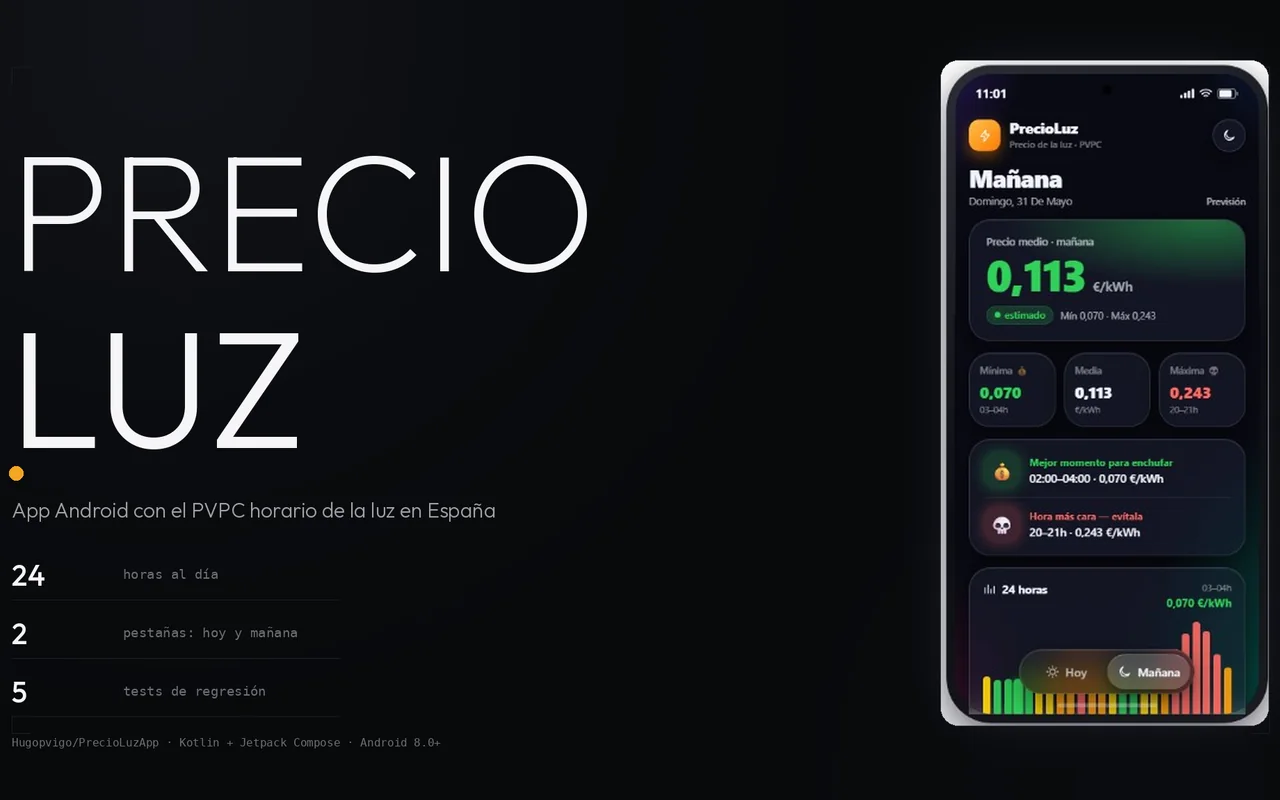 PRECIO
LUZ
App Android con el PVPC horario de la luz en España
24 horas al día
2 pestañas: hoy y mañana
5 tests de regresión
Hugopvigo/PrecioLuzApp · Kotlin + Jetpack Compose · Android 8.0+
11:01
PrecioLuz
Precio de la luz · PVPC
Mañana
Domingo, 31 De Mayo Previsión
Precio medio · mañana
0,113 €/kWh
estimado Mín 0,070 · Máx 0,243
Mínima Media Máxima
0,070 0,113 0,243
03–04h €/kWh 20–21h
Mejor momento para enchufar
02:00–04:00 · 0,070 €/kWh
Hora más cara — evítala
20–21h · 0,243 €/kWh
24 horas 03–04h
0,070 €/kWh
Hoy Mañana